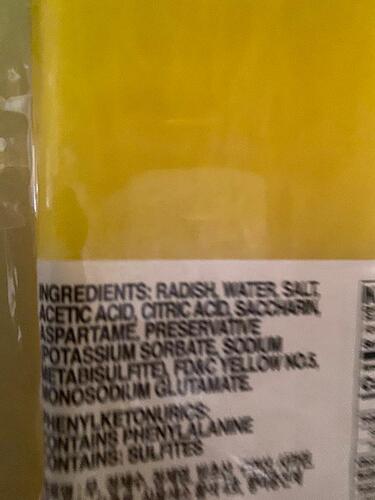 INGREDIENTS: RADISH, WATER, SALT,
ACETIC ACID, CITRIC ACID, SACCHARIN,
ASPARTAME, PRESERVATIVE
(POTASSIUM SORBATE, SODIUM
METABISULFITE), FD&C YELLOW NO.5,
MONOSODIUM GLUTAMATE.
PHENYLKETONURICS:
CONTAINS PHENYLALANINE
CONTAINS: SULFITES